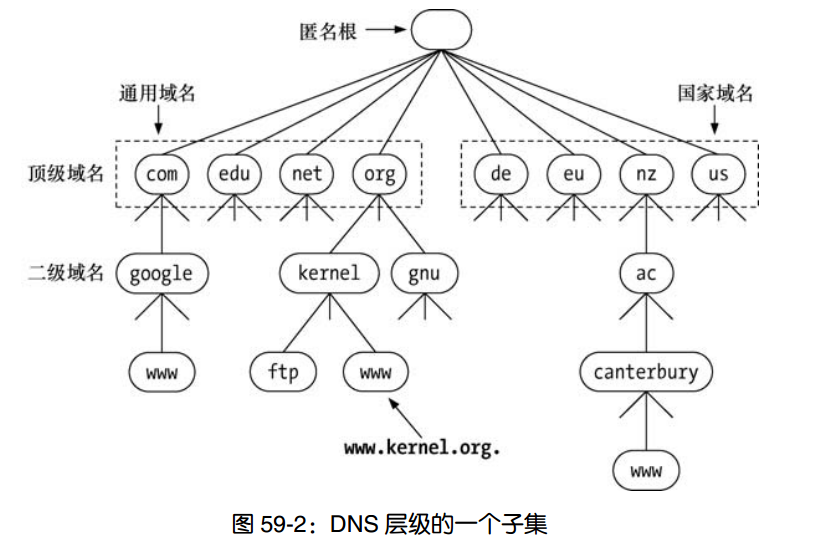 匿名根
通用域名
国家域名
顶级域名 com edu net org de eu nz us
二级域名 google kernel gnu ac
www ftp www canterbury
www.kernel.org.
www
图 59-2：DNS 层级的一个子集